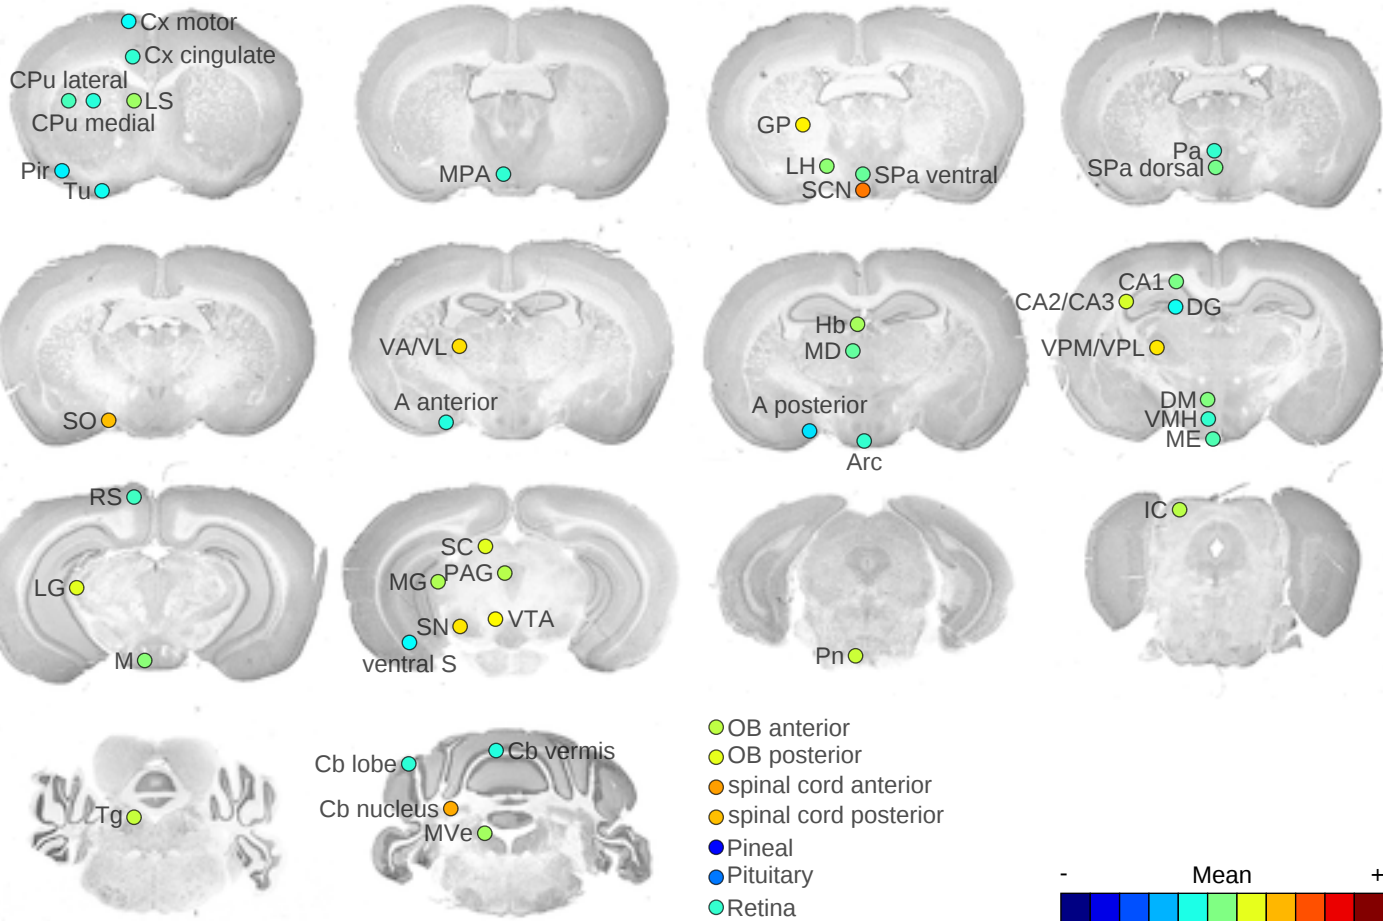 Cx motor
Cx cingulate
CPu lateral
LS
CPu medial
Pir
Tu
MPA
GP
LH
SPa ventral
SCN
Pa
SPa dorsal
SO
VA/VL
A anterior
Hb
MD
A posterior
Arc
CA1
CA2/CA3
DG
VPM/VPL
DM
VMH
ME
RS
LG
M
SC
MG
PAG
SN
VTA
ventral S
Pn
IC
Tg
Cb lobe
Cb vermis
Cb nucleus
MVe
OB anterior
OB posterior
spinal cord anterior
spinal cord posterior
Pineal
Pituitary
Retina
- Mean +